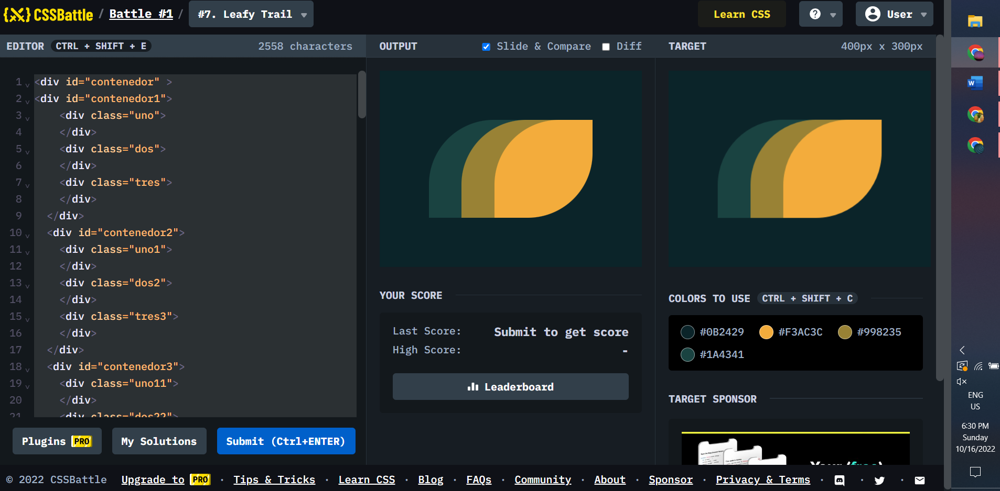 {X} CSSBattle / Battle #1 / #7. Leafy Trail
Learn CSS
?
User
EDITOR CTRL + SHIFT + E 2558 characters
OUTPUT Slide & Compare Diff
TARGET 400px x 300px
1 <div id="contenedor" >
2 <div id="contenedor1">
3 <div class="uno">
4 </div>
5 <div class="dos">
6 </div>
7 <div class="tres">
8 </div>
9 </div>
10 <div id="contenedor2">
11 <div class="uno1">
12 </div>
13 <div class="dos2">
14 </div>
15 <div class="tres3">
16 </div>
17 </div>
18 <div id="contenedor3">
19 <div class="uno11">
20 </div>
21 <div class="dos22">
Plugins PRO
My Solutions
Submit (Ctrl+ENTER)
YOUR SCORE
Last Score: Submit to get score
High Score: -
Leaderboard
COLORS TO USE CTRL + SHIFT + C
#0B2429 #F3AC3C #998235
#1A4341
TARGET SPONSOR
Your (free)
© 2022 CSSBattle Upgrade to PRO · Tips & Tricks · Learn CSS · Blog · FAQs · Community · About · Sponsor · Privacy & Terms · · ·
W
ENG
US
6:30 PM
Sunday
10/16/2022